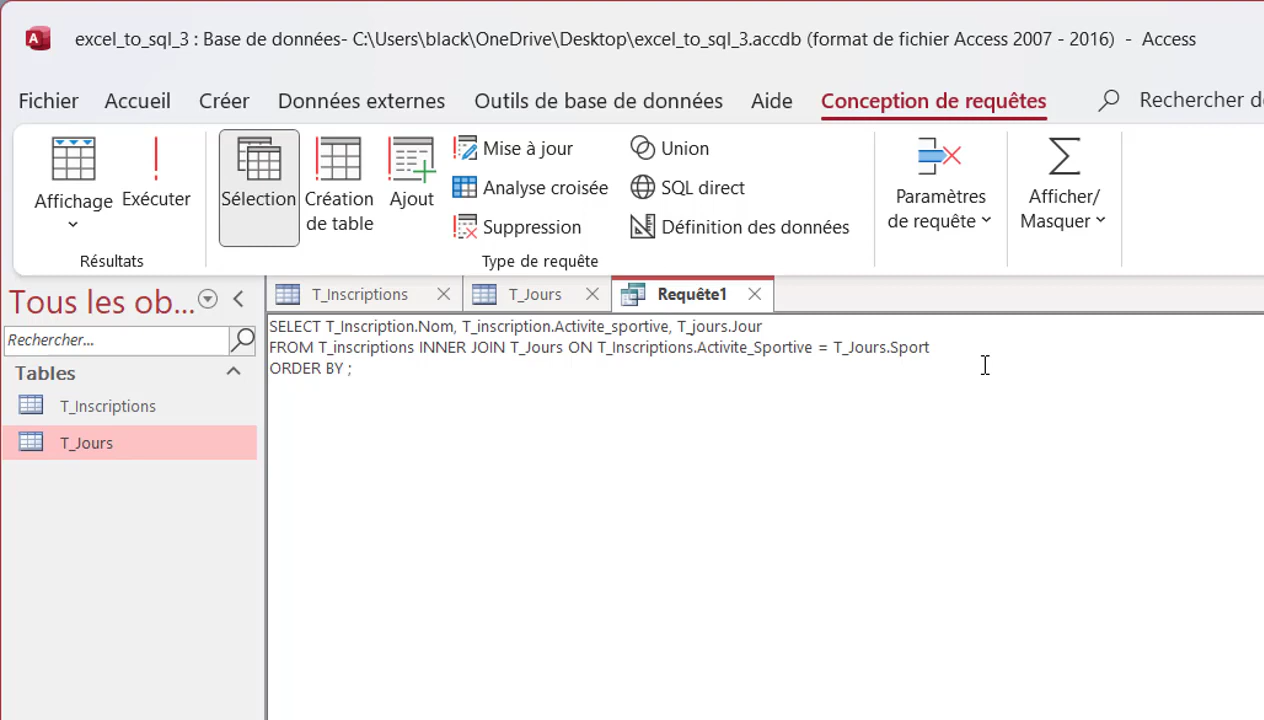 excel_to_sql_3 : Base de données- C:\Users\black\OneDrive\Desktop\excel_to_sql_3.accdb (format de fichier Access 2007 - 2016) - Access
Fichier Accueil Créer Données externes Outils de base de données Aide Conception de requêtes Rechercher d
Affichage
Exécuter
Résultats
Sélection
Création
de table
Ajout
Mise à jour
Analyse croisée
Suppression
Union
SQL direct
Définition des données
Type de requête
Paramètres
de requête
Afficher/
Masquer
Tous les ob...
Rechercher...
Tables
T_Inscriptions
T_Jours
T_Inscriptions T_Jours Requête1
SELECT T_Inscription.Nom, T_inscription.Activite_sportive, T_jours.Jour
FROM T_inscriptions INNER JOIN T_Jours ON T_Inscriptions.Activite_Sportive = T_Jours.Sport
ORDER BY ;